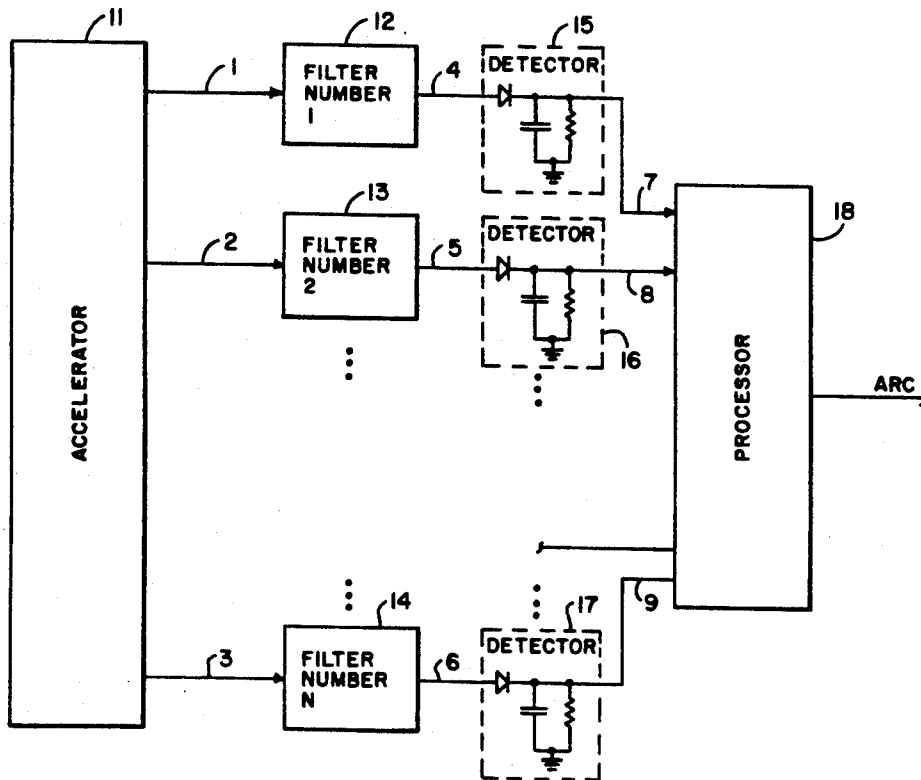 11
ACCELERATOR
1
2
3
12
FILTER
NUMBER
1
13
FILTER
NUMBER
2
14
FILTER
NUMBER
N
4
5
6
15
DETECTOR
DETECTOR
16
17
DETECTOR
7
8
9
18
PROCESSOR
ARC